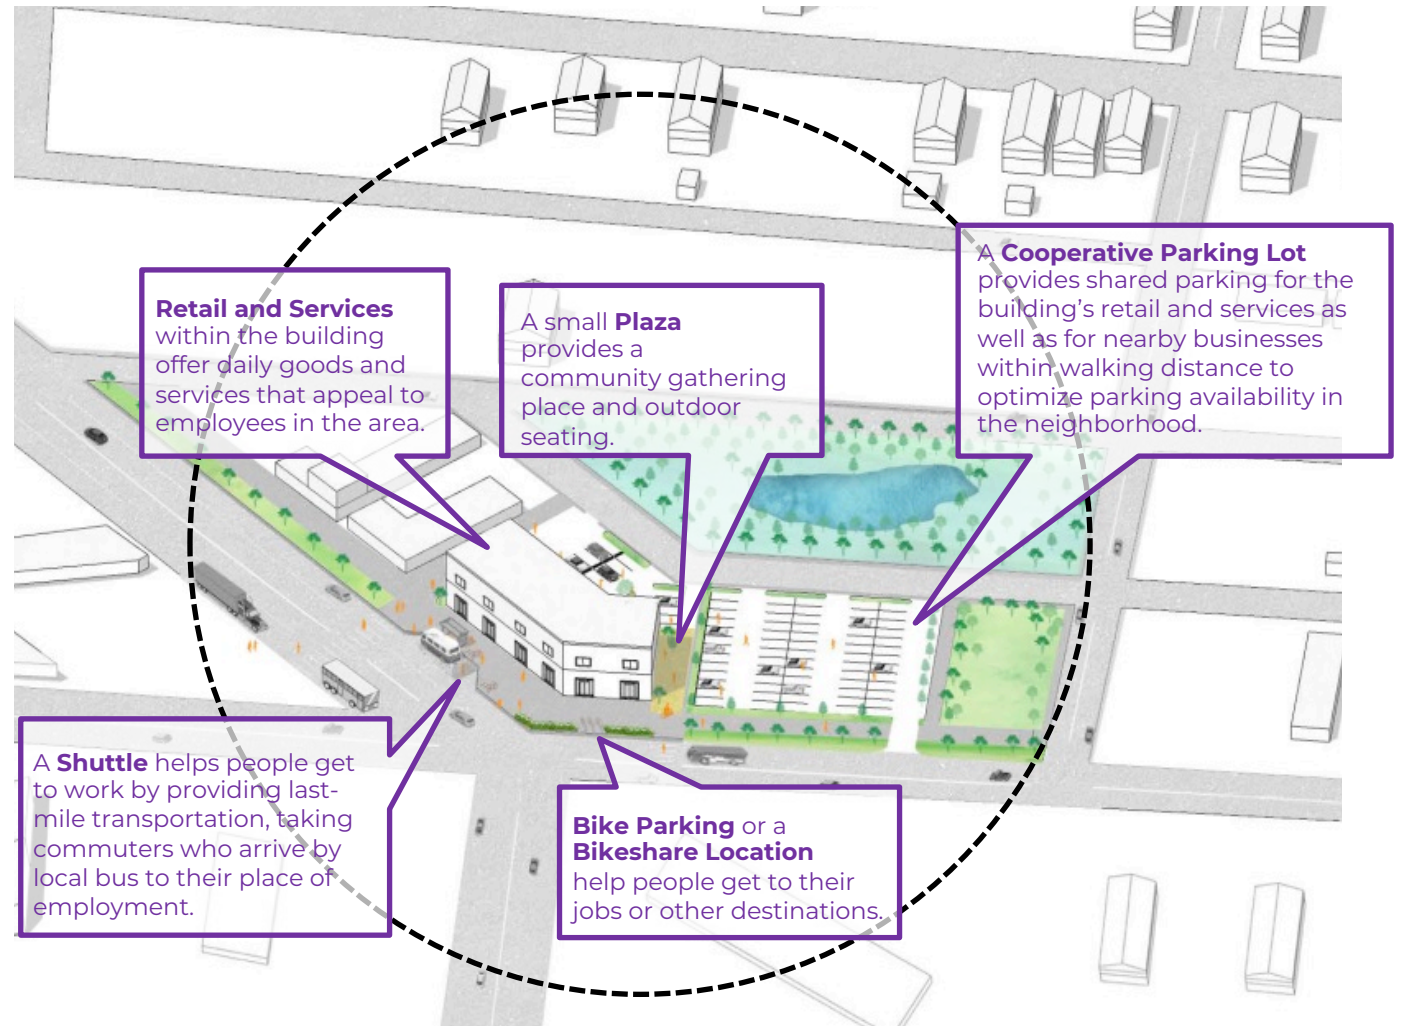 Retail and Services
within the building
offer daily goods and
services that appeal to
employees in the area.
A small Plaza
provides a
community gathering
place and outdoor
seating.
A Cooperative Parking Lot
provides shared parking for the
building's retail and services as
well as for nearby businesses
within walking distance to
optimize parking availability in
the neighborhood.
A Shuttle helps people get
to work by providing last-
mile transportation, taking
commuters who arrive by
local bus to their place of
employment.
Bike Parking or a
Bikeshare Location
help people get to their
jobs or other destinations.